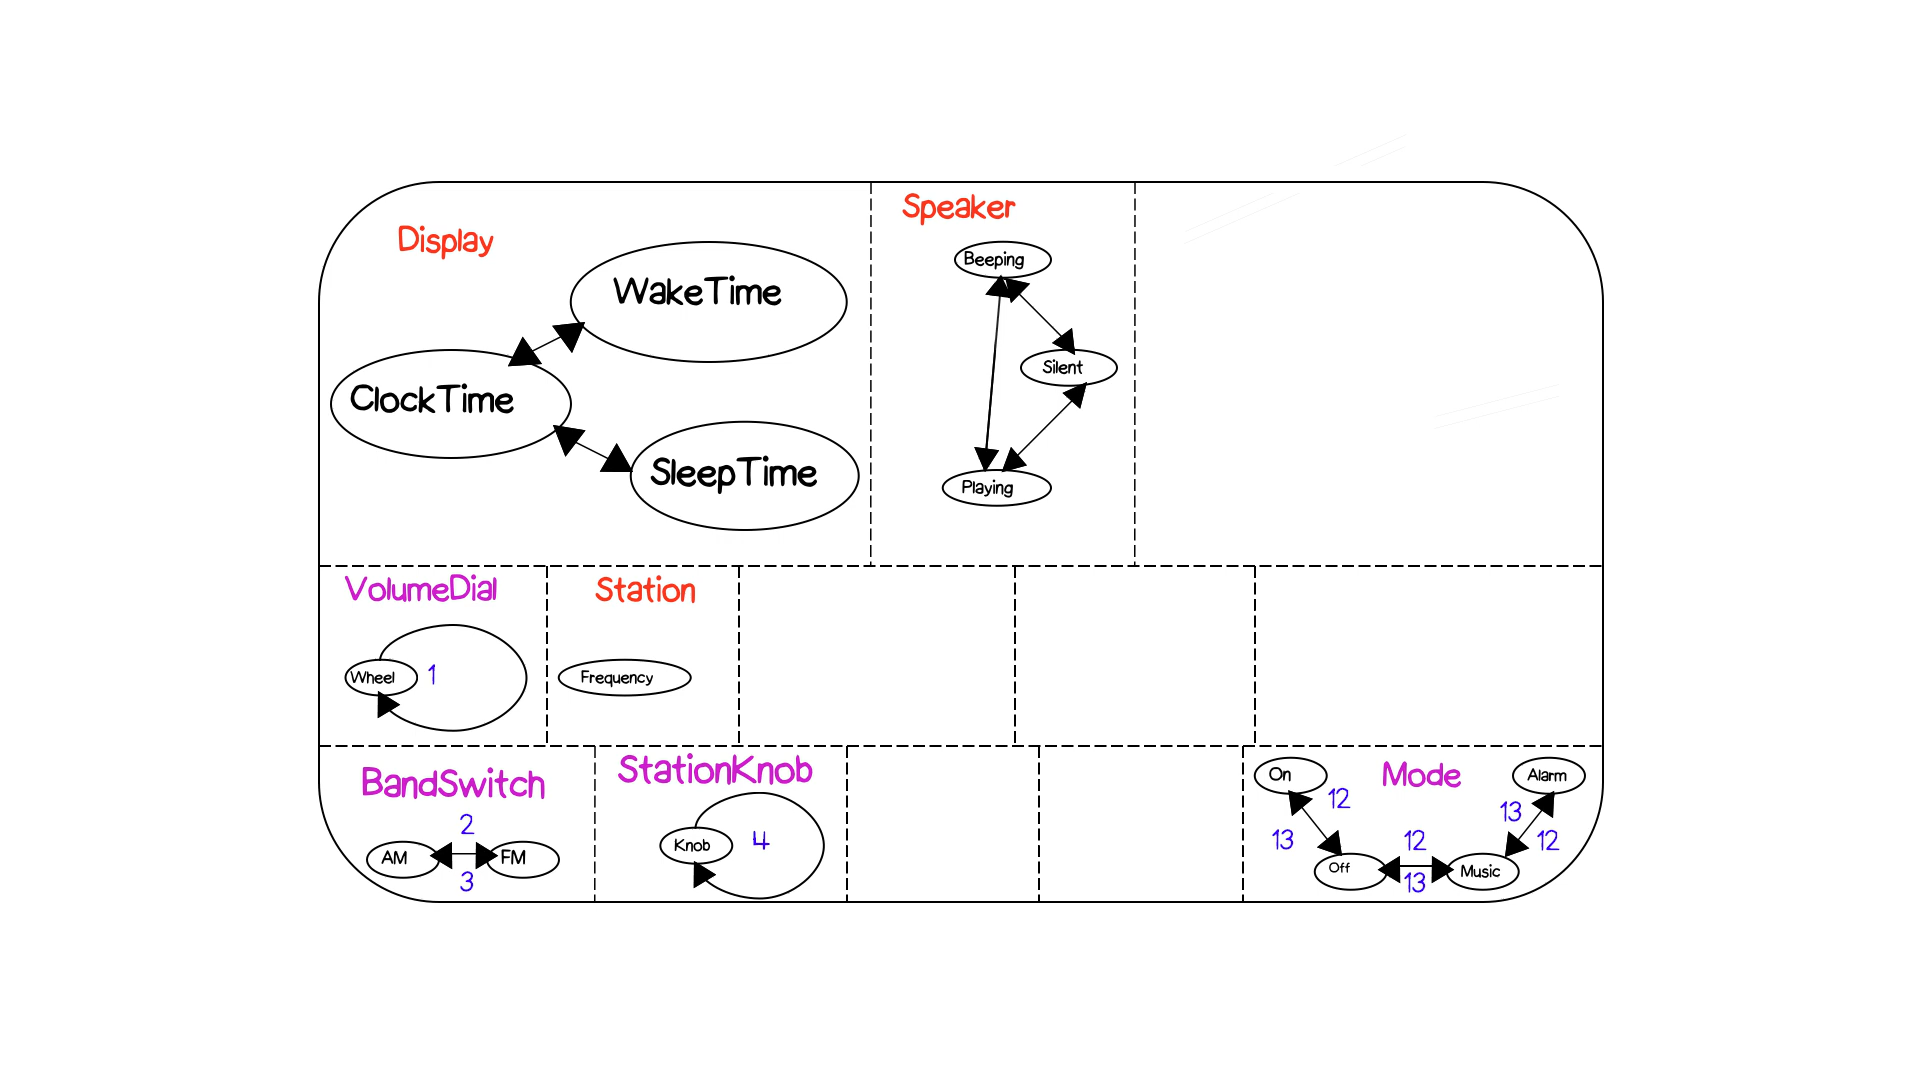 Display
WakeTime
ClockTime
SleepTime
Speaker
Beeping
Silent
Playing
VolumeDial
Wheel
1
Station
Frequency
BandSwitch
2
AM
FM
3
StationKnob
Knob
4
Mode
On
Alarm
12
13
13
12
12
Off
Music
13